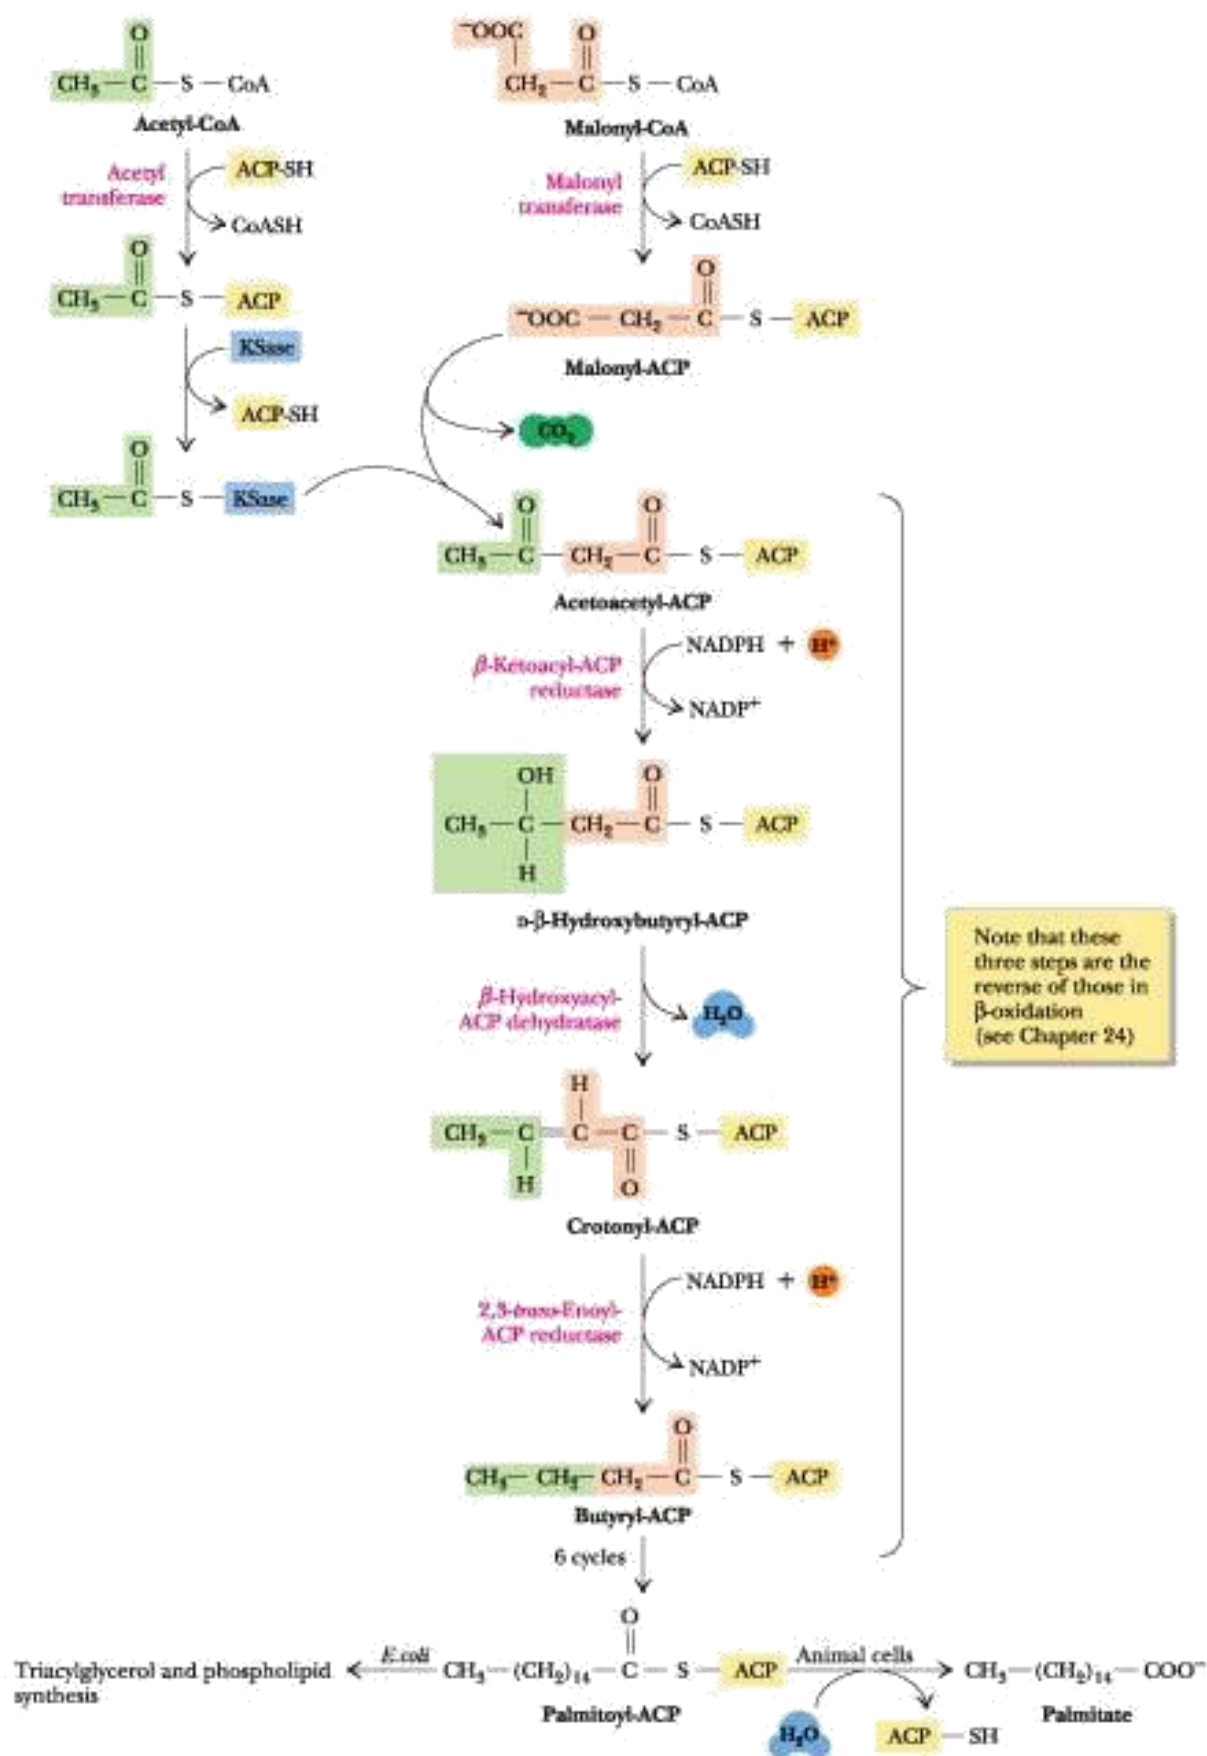 O ⁻OOC O
CH₃—C—S—CoA CH₂—C—S—CoA
Acetyl-CoA Malonyl-CoA
Acetyl
transferase
ACP-SH
CoASH
Malonyl
transferase
ACP-SH
CoASH
O
CH₃—C—S—ACP
O
⁻OOC—CH₂—C—S—ACP
Malonyl-ACP
KSase
ACP-SH
CO₂
O
CH₃—C—S—KSase
O O
CH₃—C—CH₂—C—S—ACP
Acetoacetyl-ACP
β-Ketoacyl-ACP
reductase
NADPH + H⁺
NADP⁺
OH O
CH₃—C—CH₂—C—S—ACP
H
D-β-Hydroxybutyryl-ACP
Note that these
three steps are the
reverse of those in
β-oxidation
(see Chapter 24)
β-Hydroxyacyl-
ACP dehydratase
H₂O
H
CH₃—C=C—C—S—ACP
H O
Crotonyl-ACP
2,3-trans-Enoyl-
ACP reductase
NADPH + H⁺
NADP⁺
O
CH₃—CH₂—CH₂—C—S—ACP
Butyryl-ACP
6 cycles
O
Triacylglycerol and phospholipid
synthesis
E.coli
CH₃—(CH₂)₁₄—C—S—ACP
Palmitoyl-ACP
Animal cells
H₂O
ACP—SH
CH₃—(CH₂)₁₄—COO⁻
Palmitate